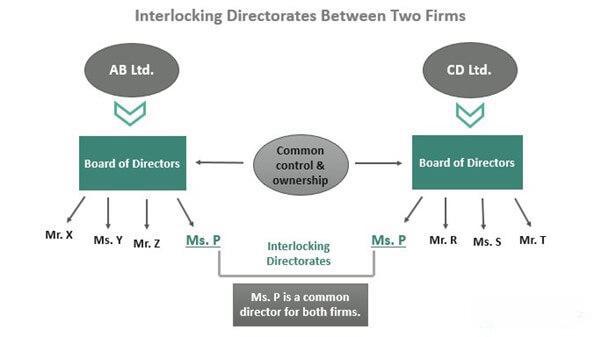 Interlocking Directorates Between Two Firms
AB Ltd.
CD Ltd.
Board of Directors
Common
control &
ownership
Board of Directors
Mr. X
Ms. Y
Mr. Z
Ms. P
Interlocking
Directorates
Ms. P
Mr. R
Ms. S
Mr. T
Ms. P is a common
director for both firms.